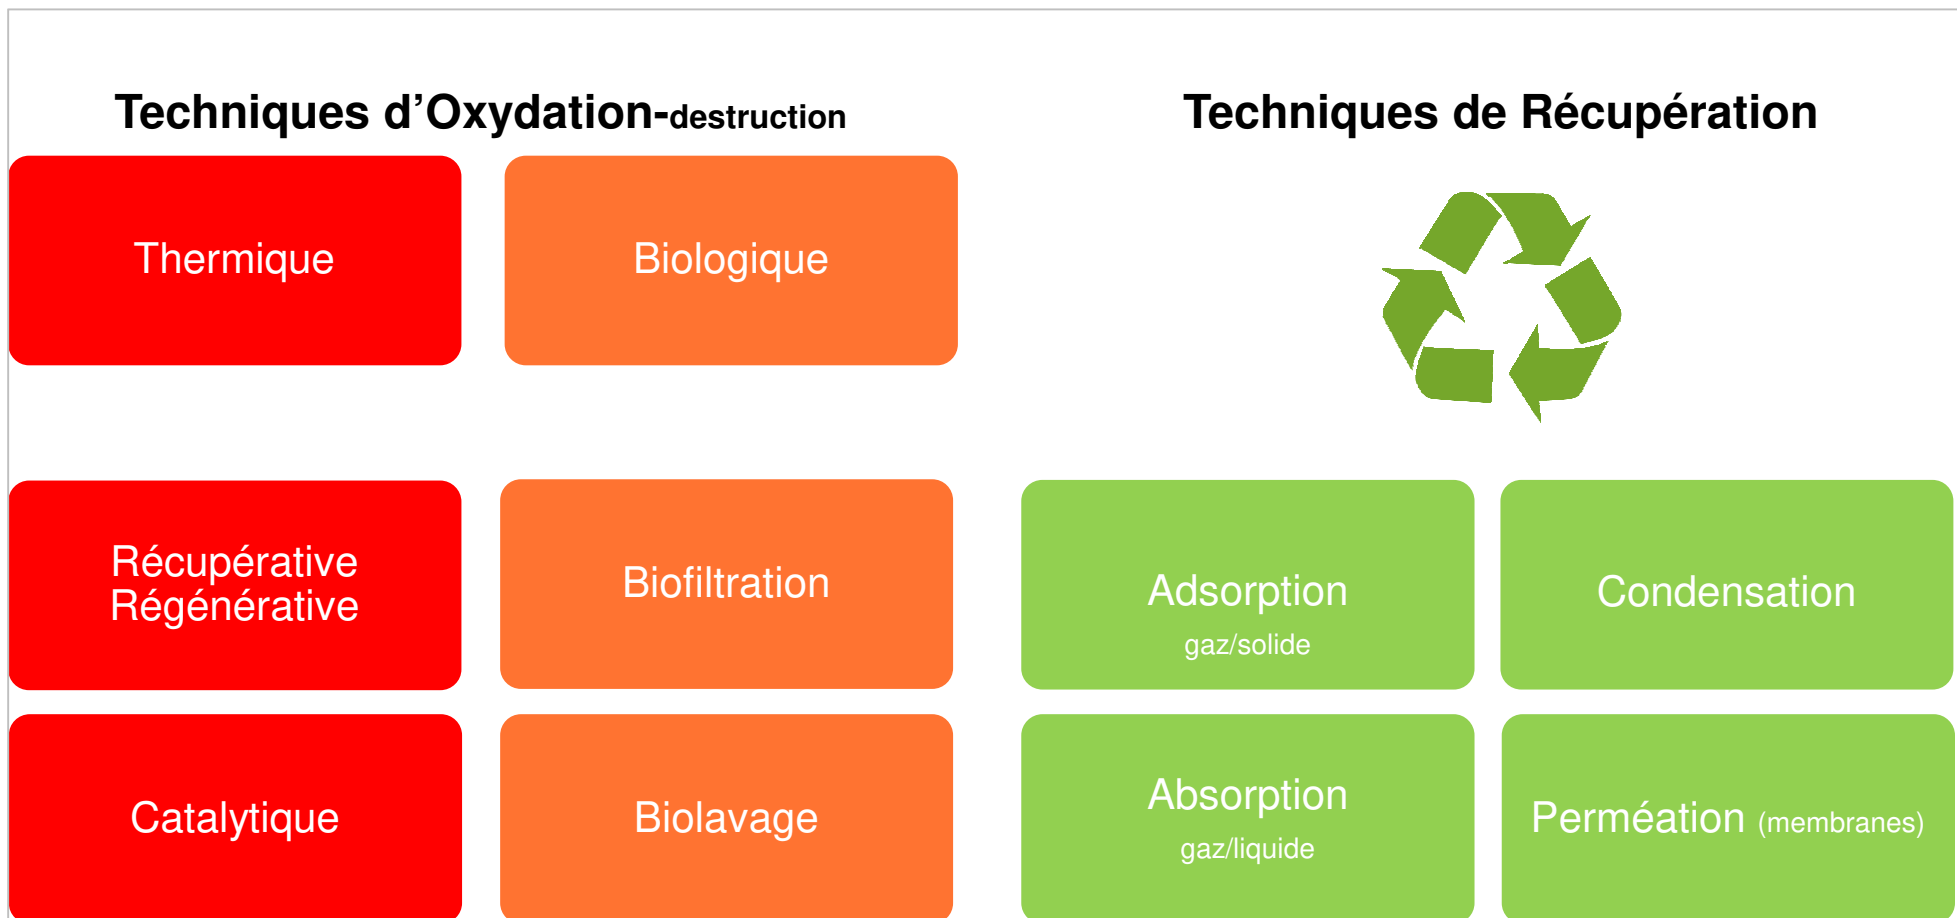 Techniques d’Oxydation-destruction
Techniques de Récupération
Thermique
Biologique
Récupérative
Régénérative
Biofiltration
Adsorption
gaz/solide
Condensation
Catalytique
Biolavage
Absorption
gaz/liquide
Perméation (membranes)